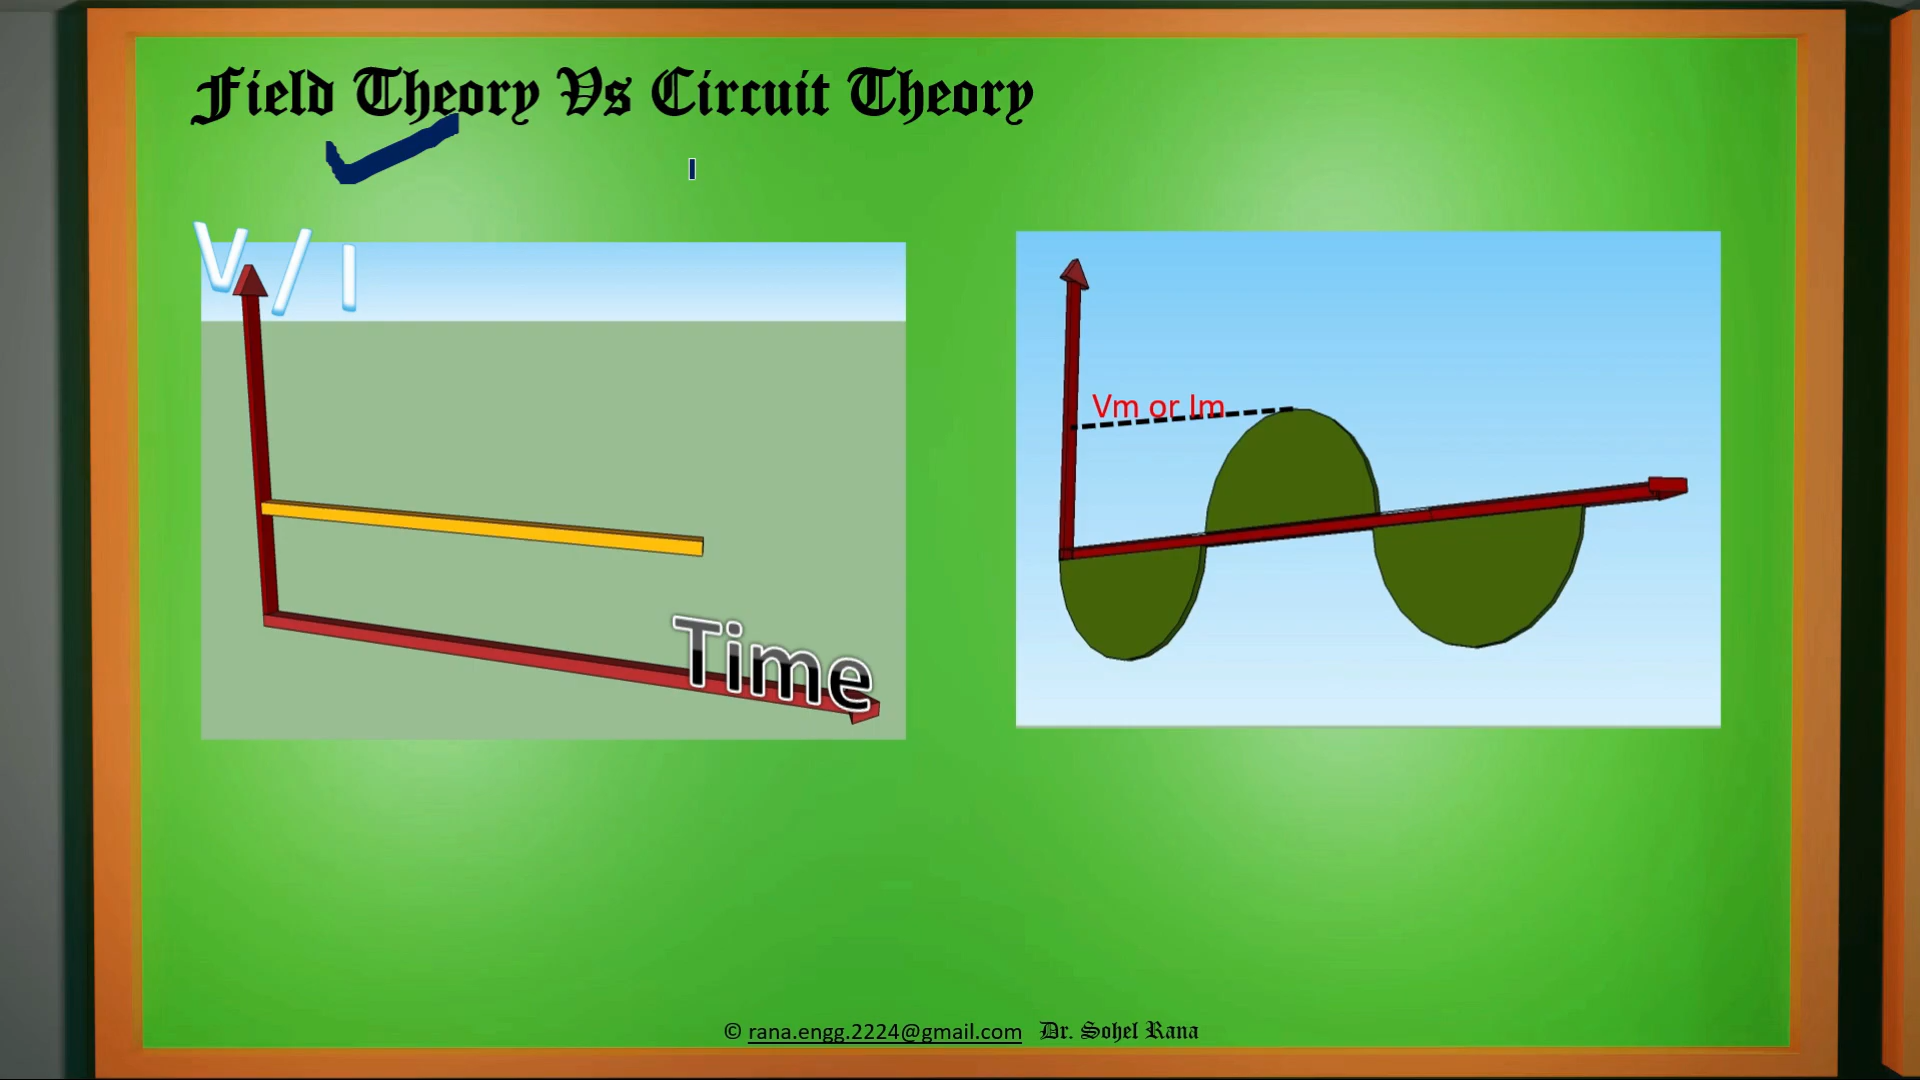 Field Theory Vs Circuit Theory
V / I
Time
Vm or Im
© rana.engg.2224@gmail.com Dr. Sohel Rana